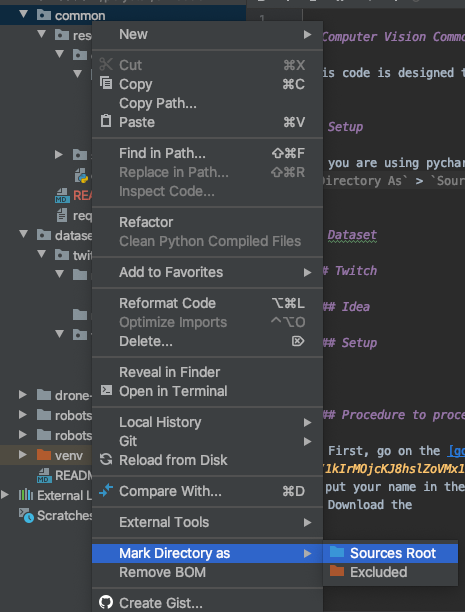 common
1
rese
New
Computer Vision Commo
Cut ⌘X
Copy ⌘C
is code is designed t
Copy Path...
Paste ⌘V
Setup
Find in Path... ⇧⌘F
you are using pychar
Replace in Path... ⇧⌘R
Directory As` > `Sour
Inspect Code...
REA
req
Refactor
dataset
Clean Python Compiled Files
Dataset
twit
Add to Favorites
## Twitch
Reformat Code ⌥⌘L
## Idea
Optimize Imports ^⌥O
Delete... ⌦
## Setup
Reveal in Finder
drone-
Open in Terminal
robots
Local History
## Procedure to proce
robots
Git
venv
Reload from Disk
First, go on the [go
README
/1kIrMOjcKJ8hslZoVMx1
External L
Compare With... ⌘D
put your name in the
Scratches
Download the
External Tools
Mark Directory as
Sources Root
Remove BOM
Excluded
Create Gist...